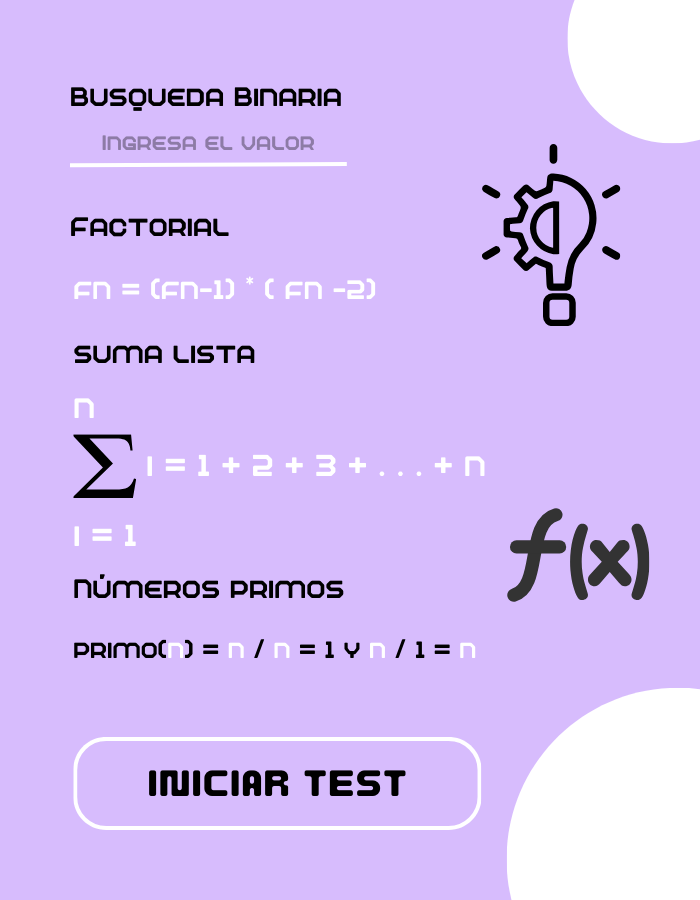 Busqueda Binaria
Ingresa el valor
Factorial
fn = (fn-1) * ( fn -2)
suma lista
n
∑ i = 1 + 2 + 3 + . . . + n
i = 1
Números primos
primo(n) = n / n = 1 y n / 1 = n
f(x)
INICIAR TEST